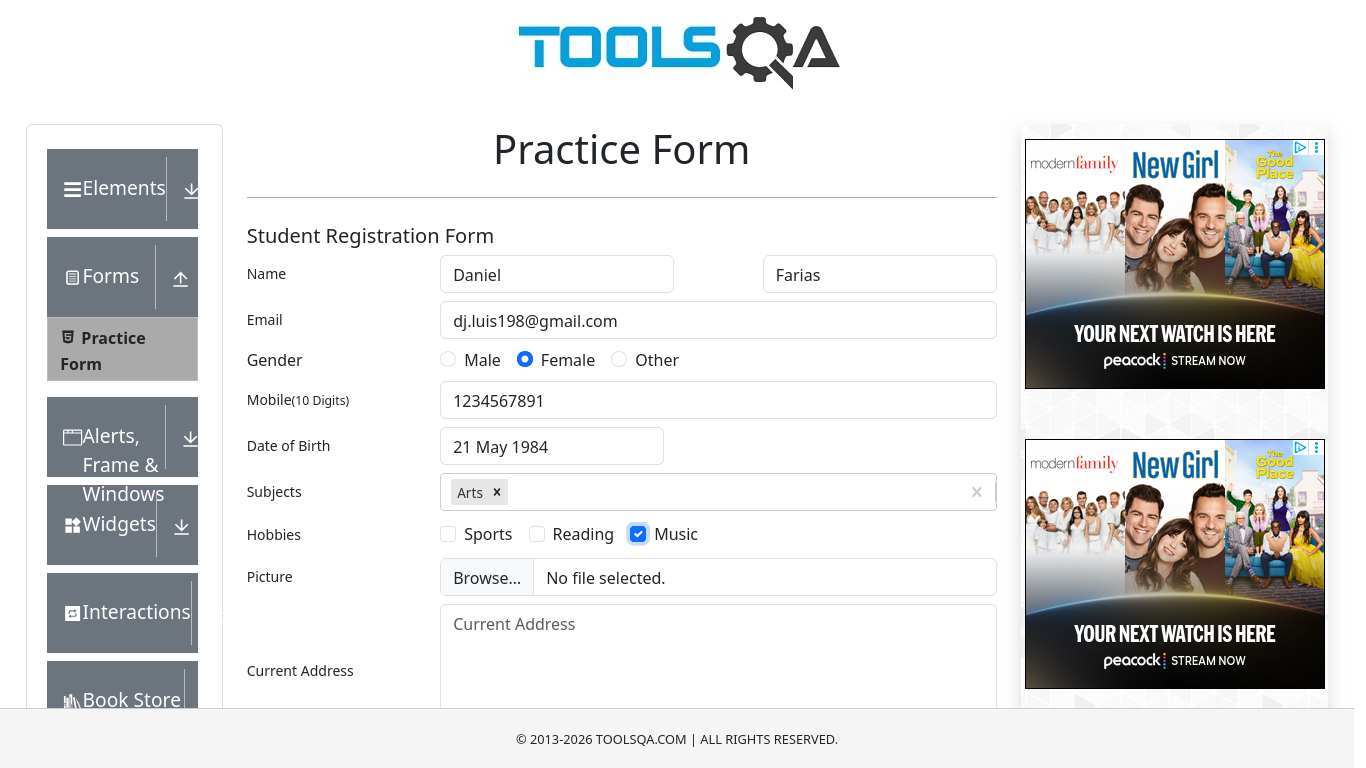 TOOLSQA
Practice Form
Elements
Forms
Practice
Form
Alerts,
Frame &
Windows
Widgets
Interactions
Book Store
Student Registration Form
Name
Daniel
Farias
Email
dj.luis198@gmail.com
Gender
Male
Female
Other
Mobile(10 Digits)
1234567891
Date of Birth
21 May 1984
Subjects
Arts
Hobbies
Sports
Reading
Music
Picture
Browse...
No file selected.
Current Address
Current Address
modern family
New Girl
The
Good
Place
YOUR NEXT WATCH IS HERE
peacock STREAM NOW
modern family
New Girl
The
Good
Place
YOUR NEXT WATCH IS HERE
peacock STREAM NOW
© 2013-2026 TOOLSQA.COM | ALL RIGHTS RESERVED.